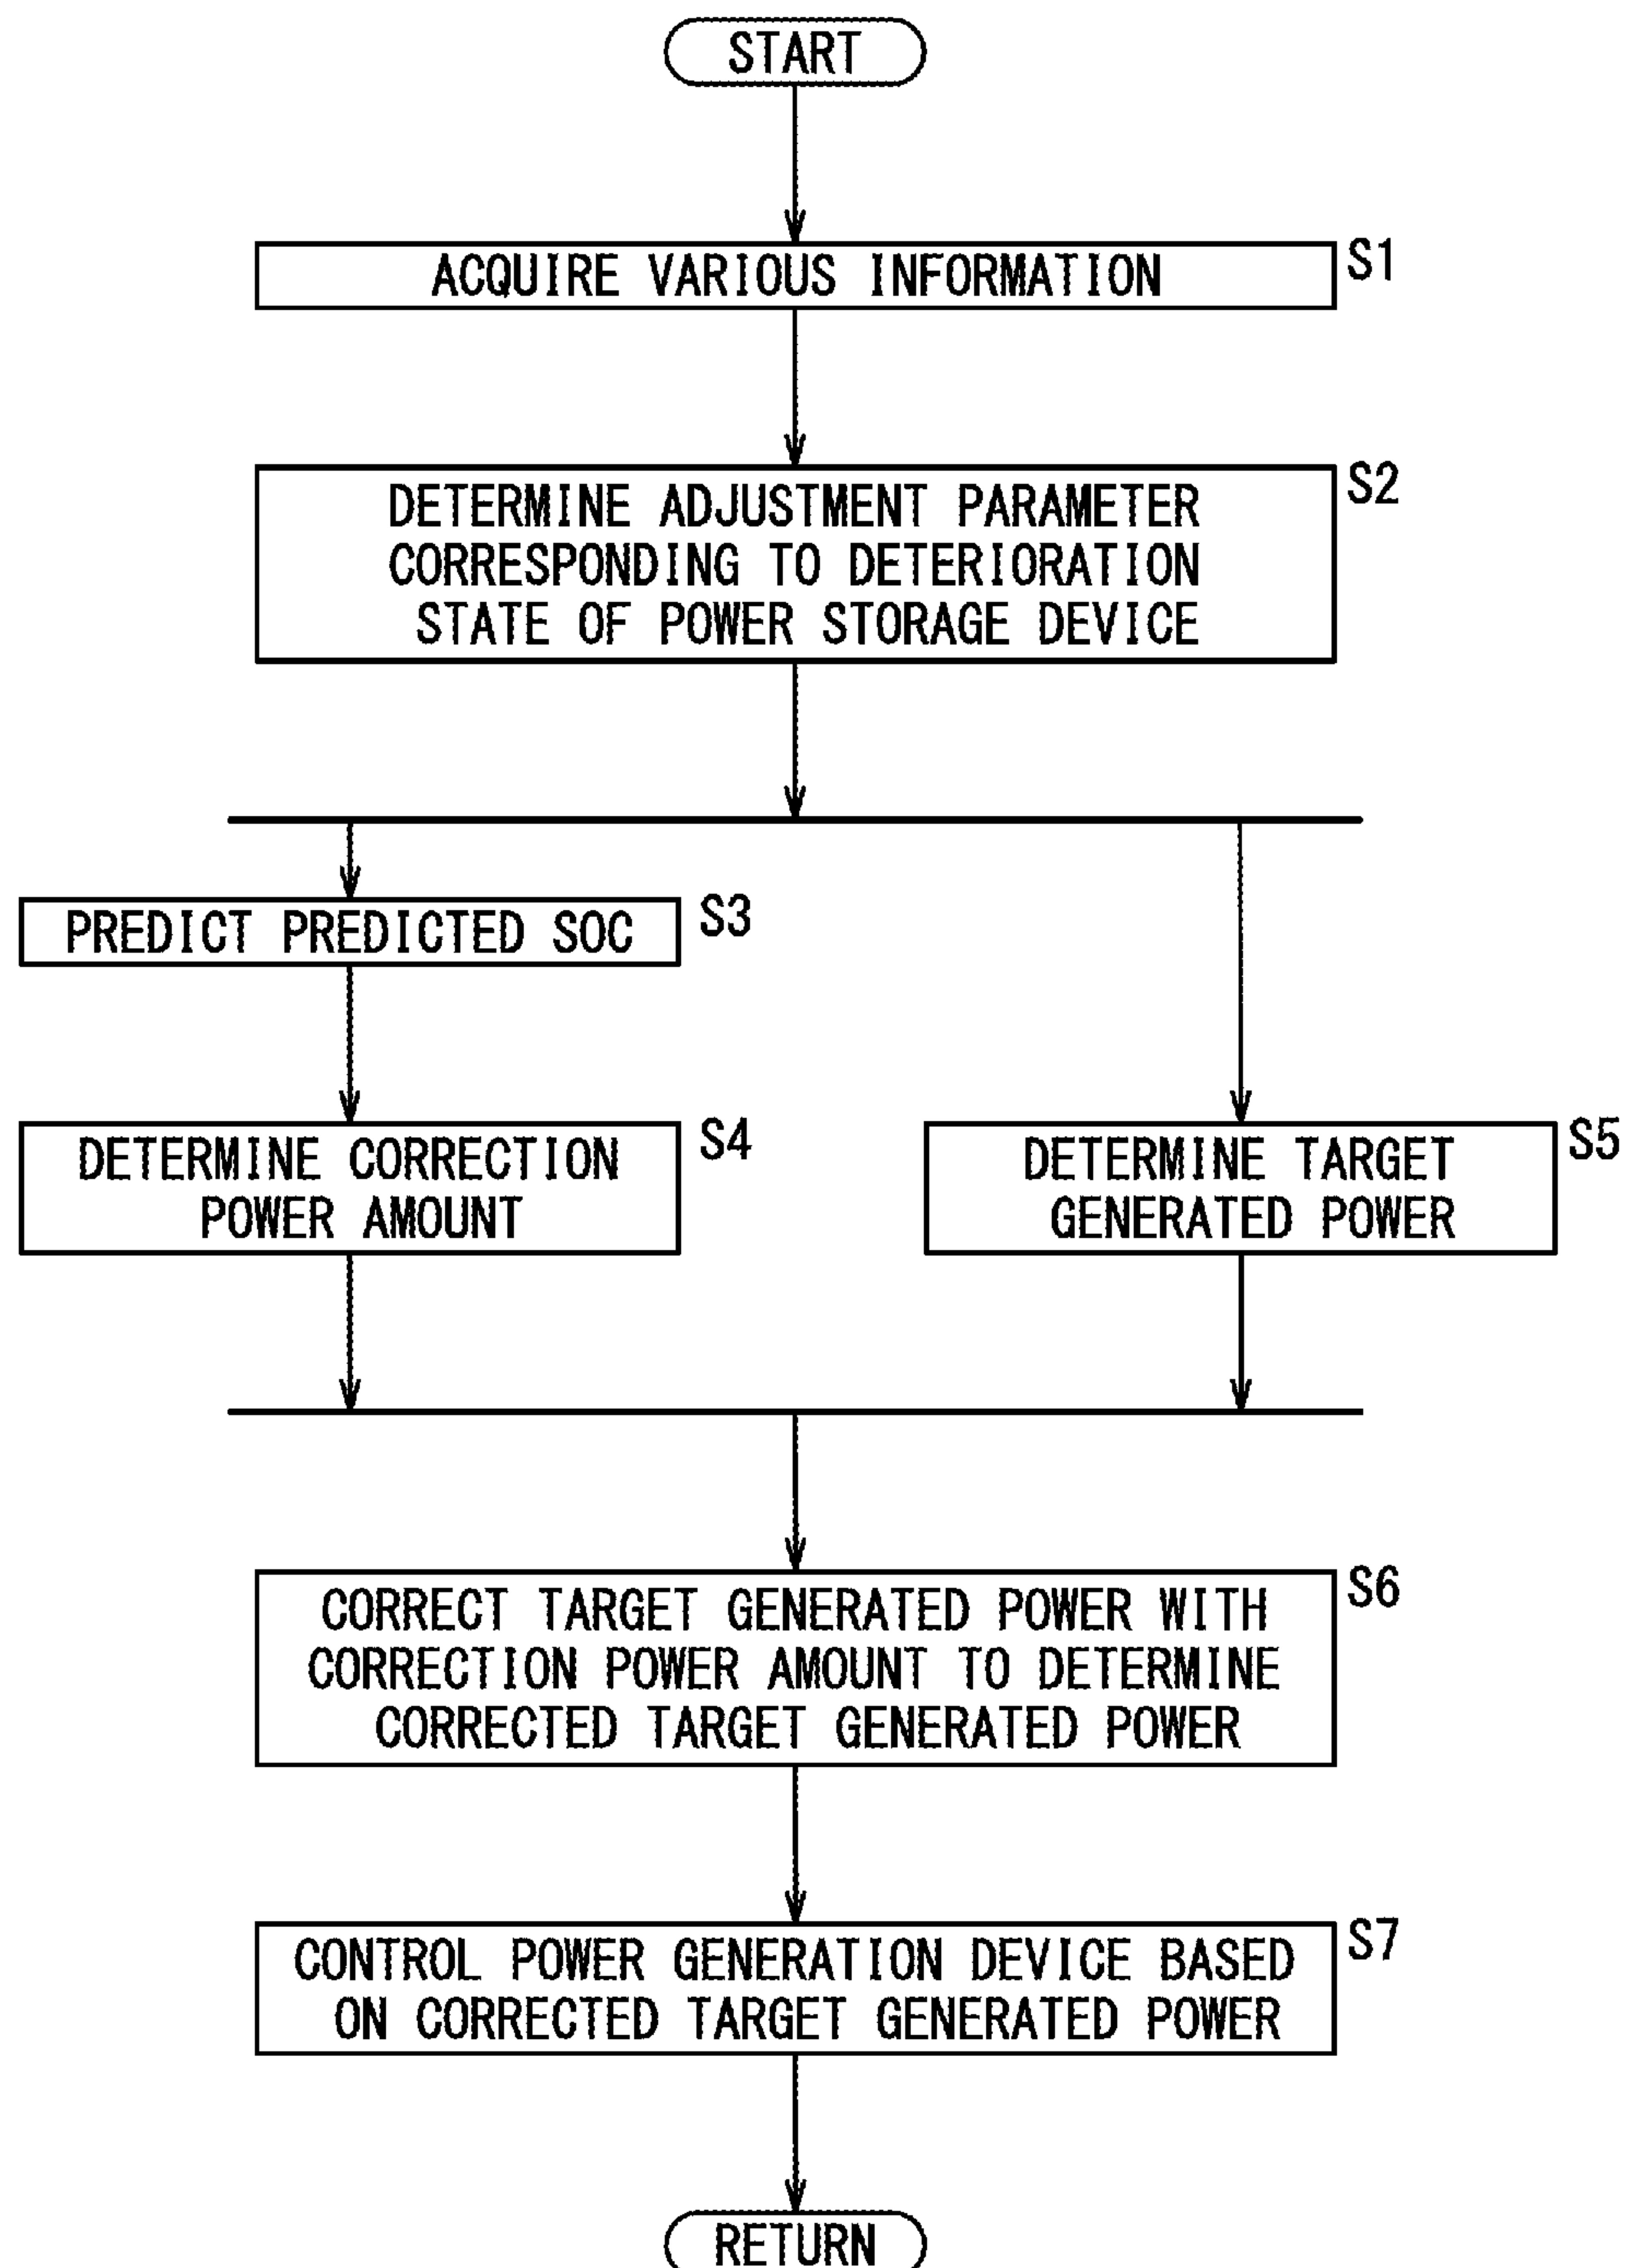 START
ACQUIRE VARIOUS INFORMATION
S1
DETERMINE ADJUSTMENT PARAMETER
CORRESPONDING TO DETERIORATION
STATE OF POWER STORAGE DEVICE
S2
PREDICT PREDICTED SOC
S3
DETERMINE CORRECTION
POWER AMOUNT
S4
DETERMINE TARGET
GENERATED POWER
S5
CORRECT TARGET GENERATED POWER WITH
CORRECTION POWER AMOUNT TO DETERMINE
CORRECTED TARGET GENERATED POWER
S6
CONTROL POWER GENERATION DEVICE BASED
ON CORRECTED TARGET GENERATED POWER
S7
RETURN